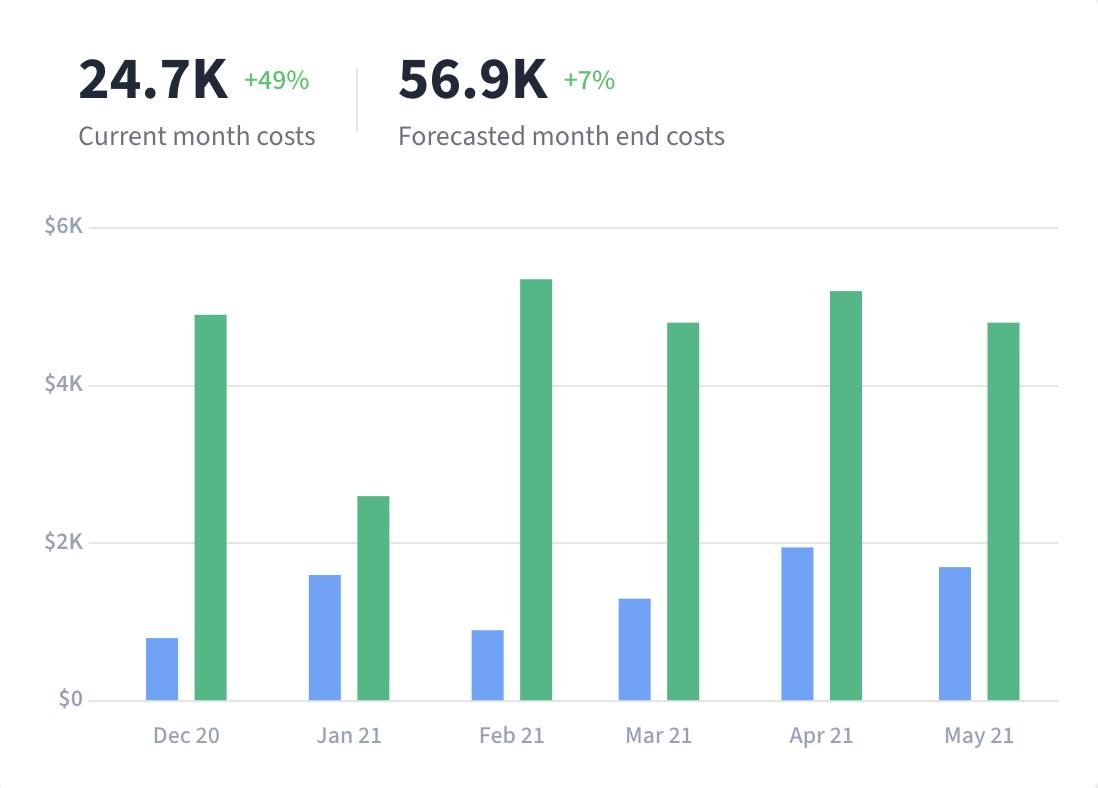 24.7K +49%
Current month costs
56.9K +7%
Forecasted month end costs
$6K
$4K
$2K
$0
Dec 20
Jan 21
Feb 21
Mar 21
Apr 21
May 21